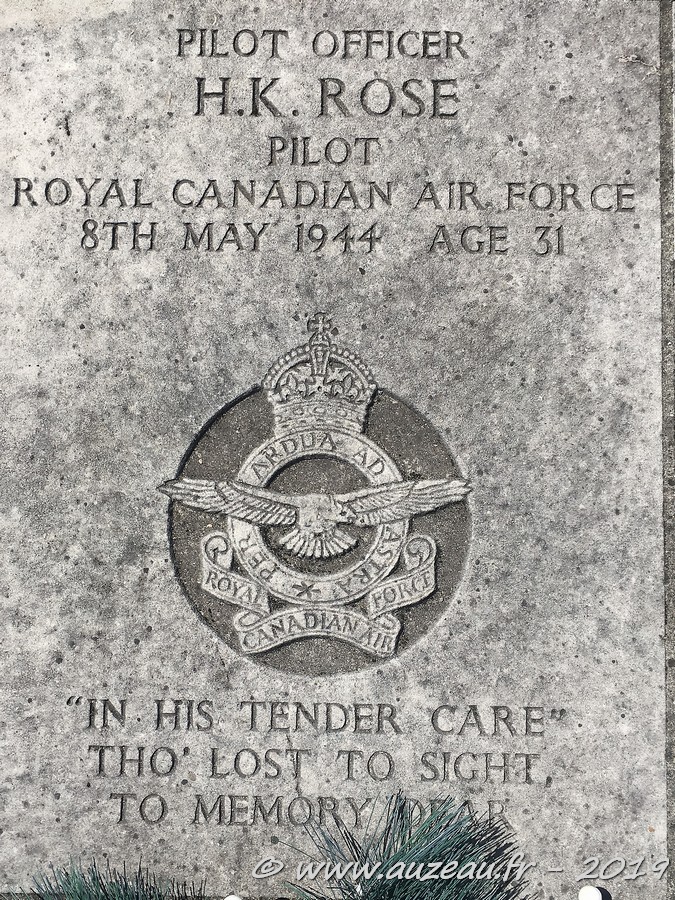 PILOT OFFICER
H.K. ROSE
PILOT
ROYAL CANADIAN AIR FORCE
8TH MAY 1944 AGE 31
PER ARDUA AD ASTRA
ROYAL CANADIAN AIR FORCE
"IN HIS TENDER CARE"
THO' LOST TO SIGHT,
TO MEMORY DEAR
© www.auzeau.fr - 2019